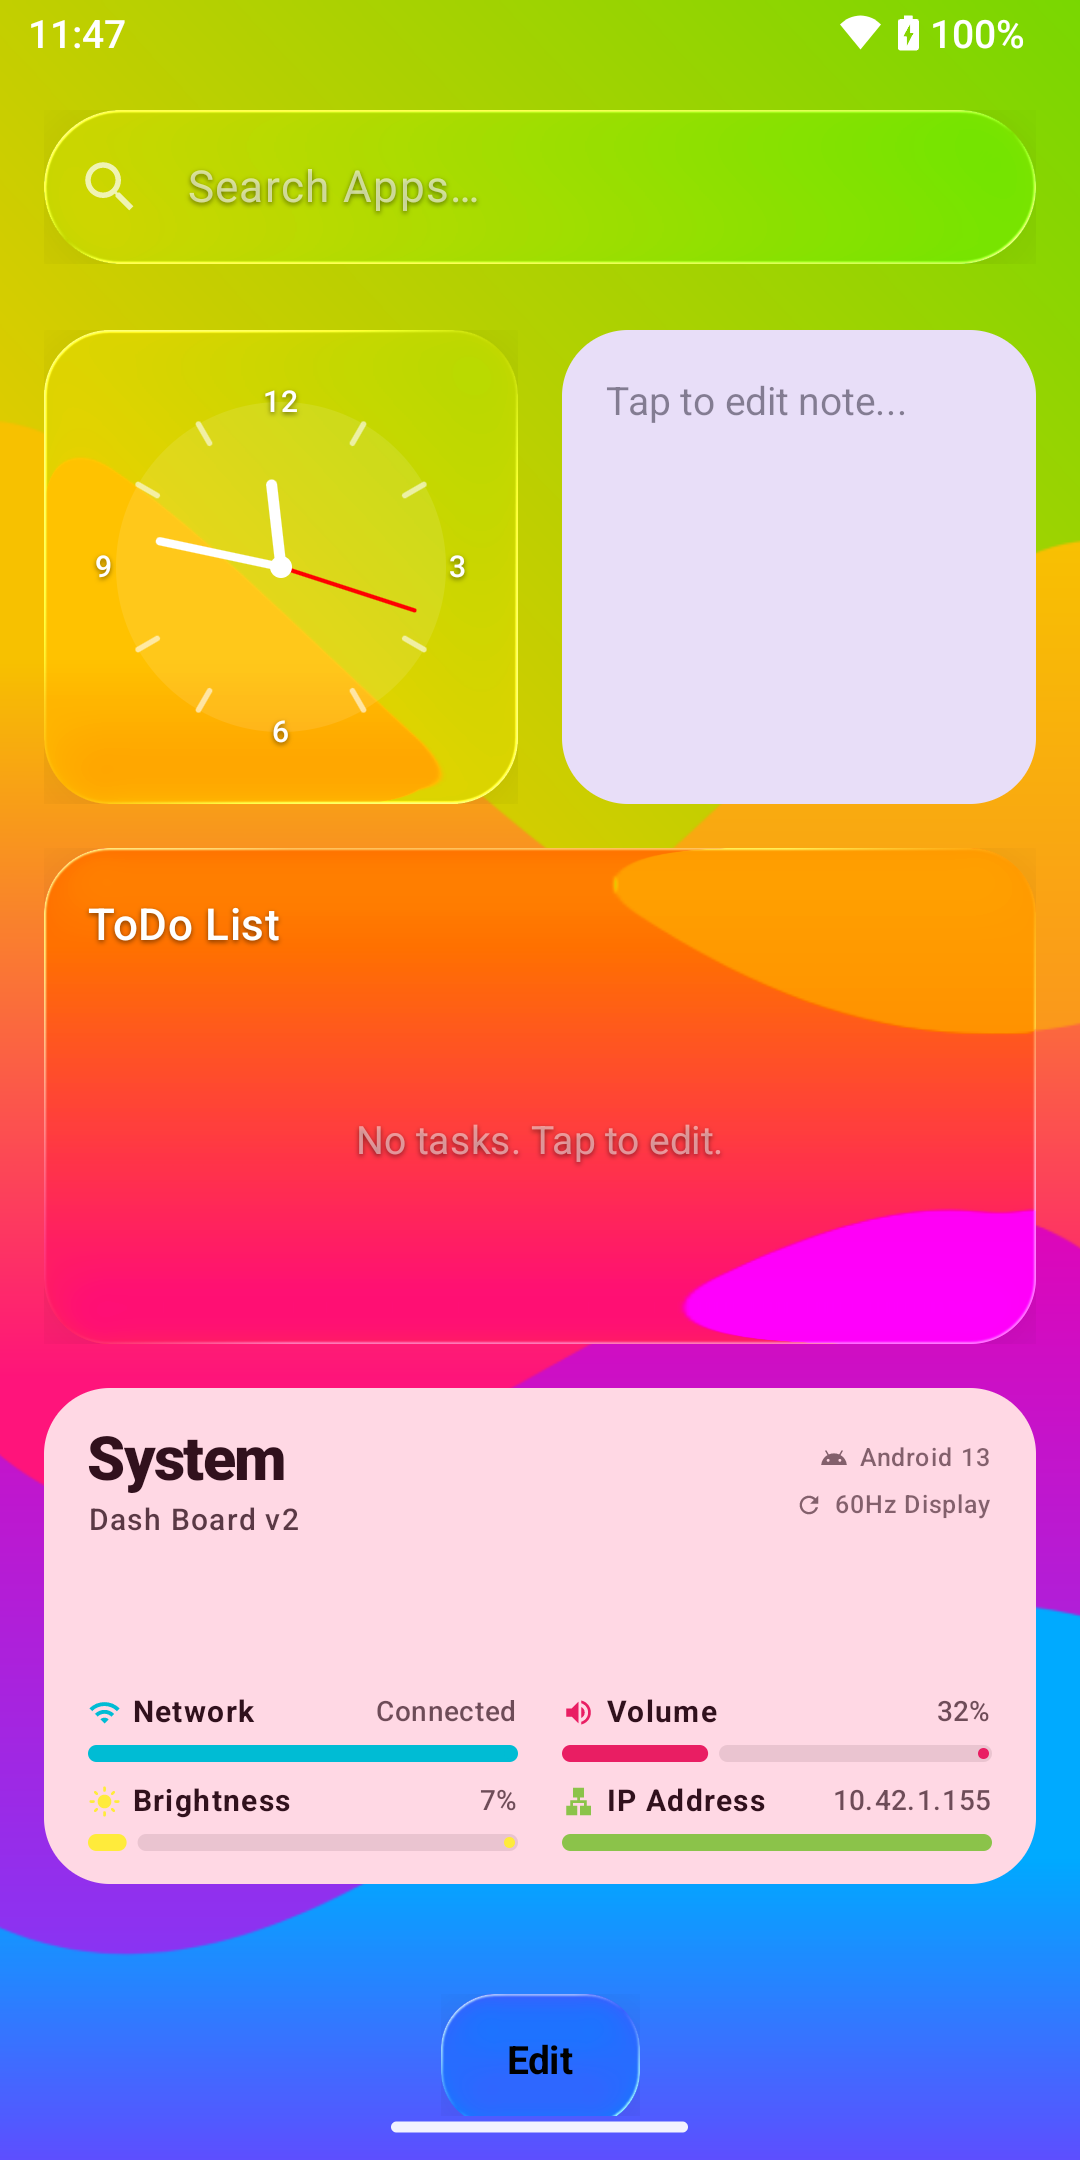 11:47 100%
Search Apps...
12
9 3
6
Tap to edit note...
ToDo List
No tasks. Tap to edit.
System
Dash Board v2
Android 13
60Hz Display
Network Connected
Volume 32%
Brightness 7%
IP Address 10.42.1.155
Edit